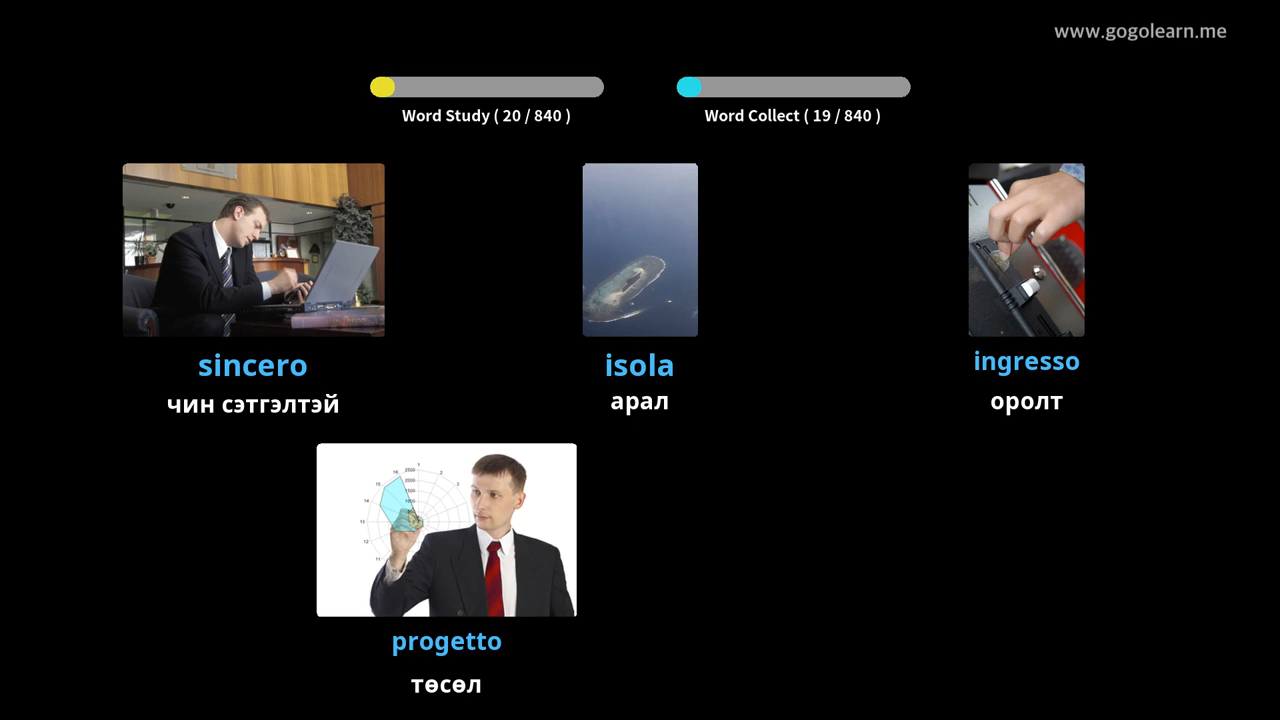 www.gogolearn.me
Word Study ( 20 / 840 )
Word Collect ( 19 / 840 )
sincero
чин сэтгэлтэй
isola
арал
ingresso
оролт
progetto
төсөл